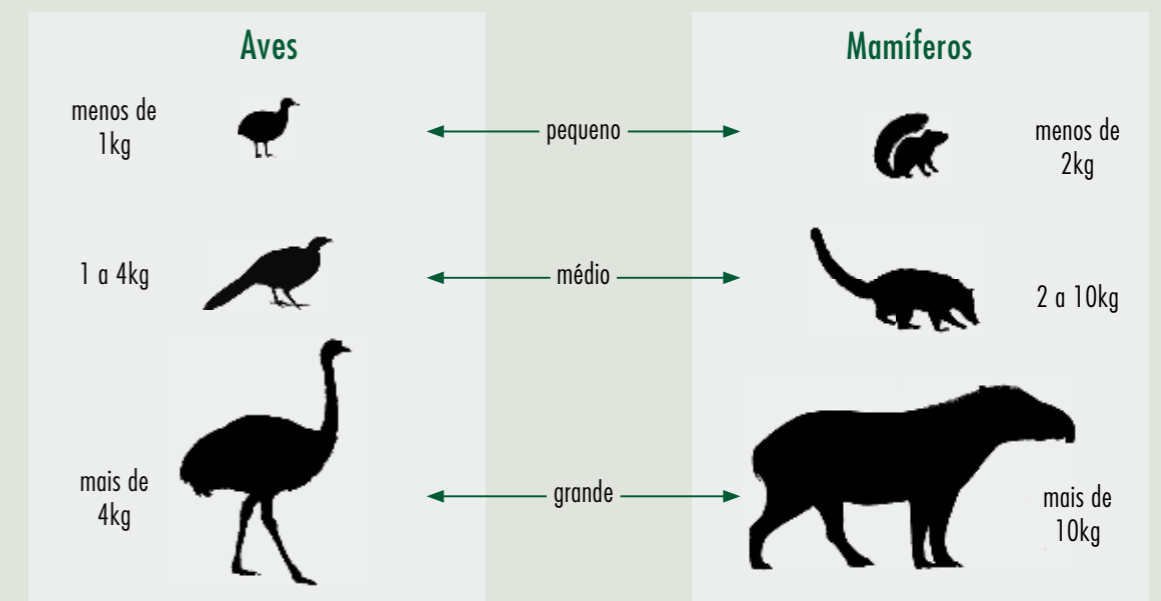 Aves
Mamíferos
menos de
1kg
pequeno
menos de
2kg
1 a 4kg
médio
2 a 10kg
mais de
4kg
grande
mais de
10kg